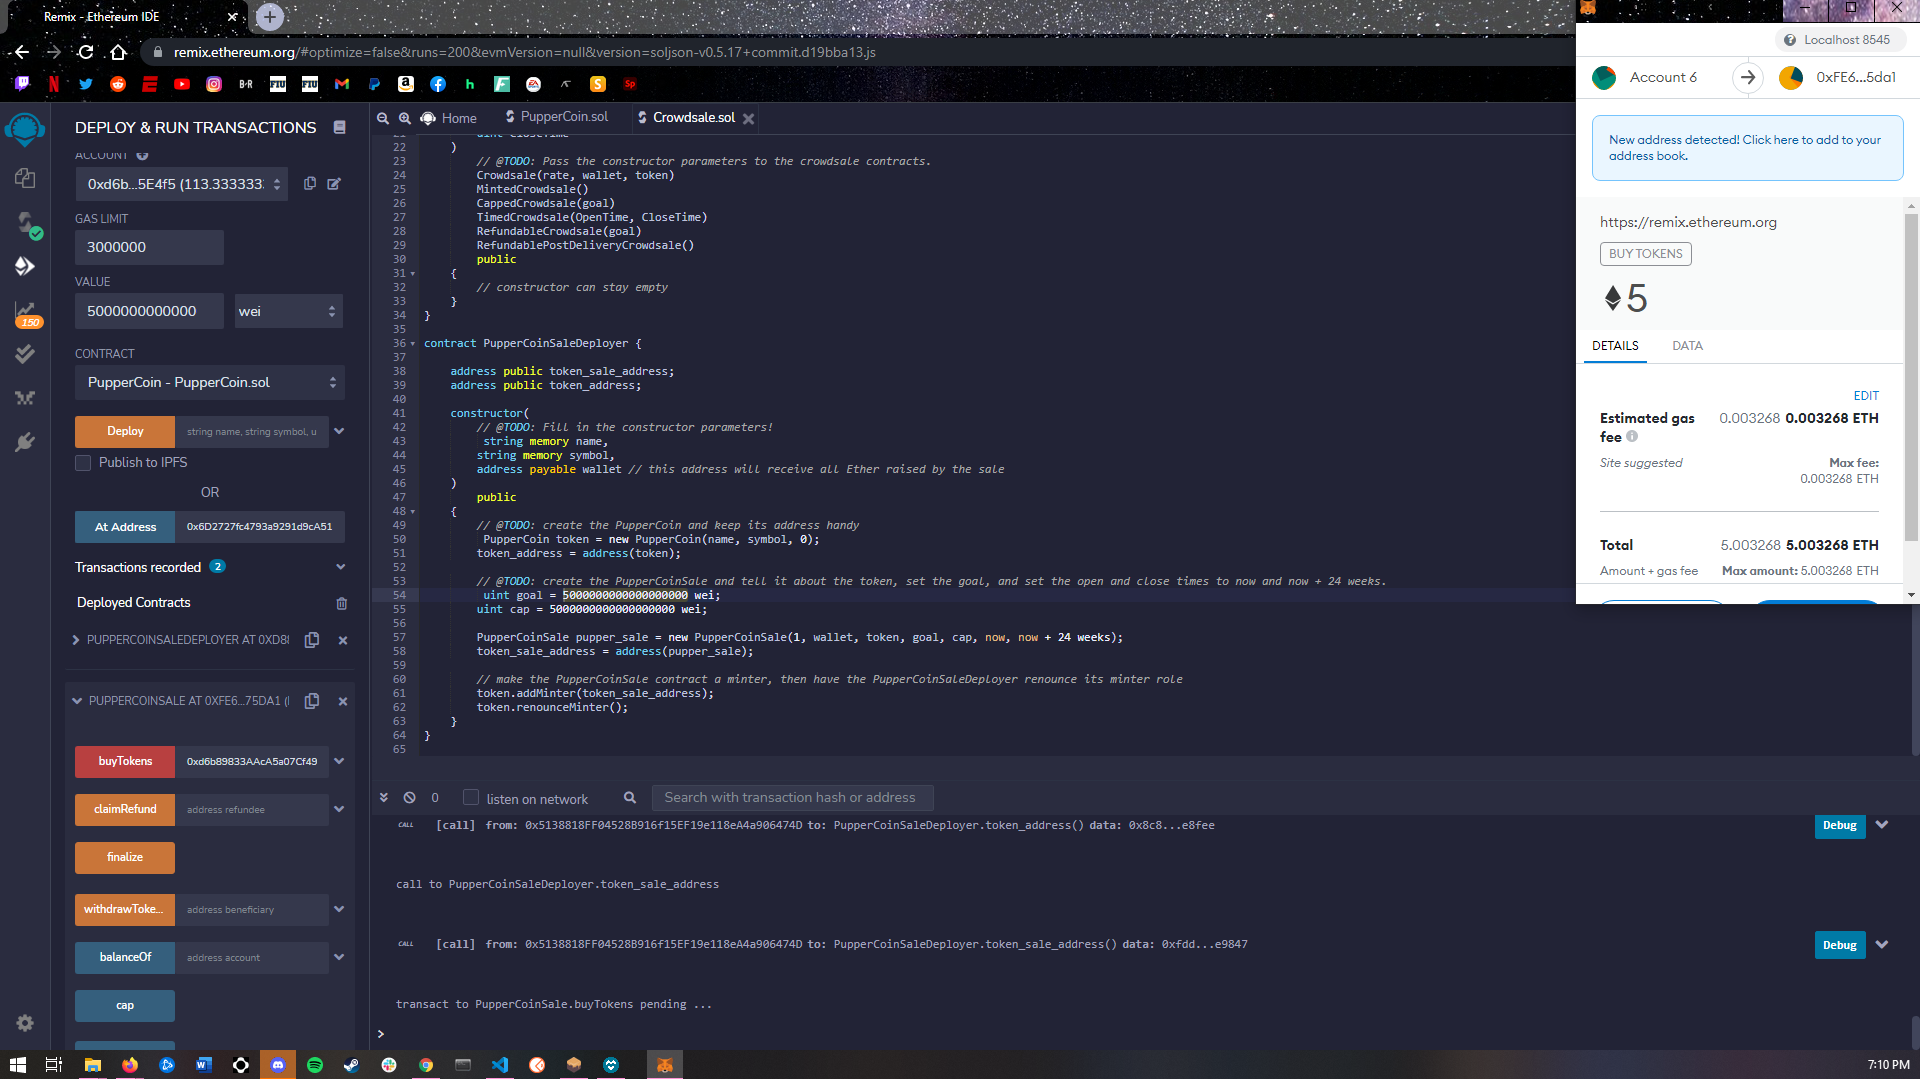 Remix - Ethereum IDE
remix.ethereum.org/#optimize=false&runs=200&evmVersion=null&version=soljson-v0.5.17+commit.d19bba13.js
DEPLOY & RUN TRANSACTIONS
ACCOUNT
0xd6b...5E4f5 (113.333333
GAS LIMIT
3000000
VALUE
5000000000000
wei
CONTRACT
PupperCoin - PupperCoin.sol
Deploy
string name, string symbol, u
Publish to IPFS
OR
At Address
0x6D2727fc4793a9291d9cA51
Transactions recorded 2
Deployed Contracts
PUPPERCOINSALEDEPLOYER AT 0XD8
PUPPERCOINSALE AT 0XFE6...75DA1 (
buyTokens
0xd6b89833AAcA5a07Cf49
claimRefund
address refundee
finalize
withdrawToke...
address beneficiary
balanceOf
address account
cap
150
Home
PupperCoin.sol
Crowdsale.sol
22 )
23 // @TODO: Pass the constructor parameters to the crowdsale contracts.
24 Crowdsale(rate, wallet, token)
25 MintedCrowdsale()
26 CappedCrowdsale(goal)
27 TimedCrowdsale(OpenTime, CloseTime)
28 RefundableCrowdsale(goal)
29 RefundablePostDeliveryCrowdsale()
30 public
31 {
32 // constructor can stay empty
33 }
34 }
35
36 contract PupperCoinSaleDeployer {
37
38 address public token_sale_address;
39 address public token_address;
40
41 constructor(
42 // @TODO: Fill in the constructor parameters!
43 string memory name,
44 string memory symbol,
45 address payable wallet // this address will receive all Ether raised by the sale
46 )
47 public
48 {
49 // @TODO: create the PupperCoin and keep its address handy
50 PupperCoin token = new PupperCoin(name, symbol, 0);
51 token_address = address(token);
52
53 // @TODO: create the PupperCoinSale and tell it about the token, set the goal, and set the open and close times to now and now + 24 weeks.
54 uint goal = 5000000000000000000 wei;
55 uint cap = 5000000000000000000 wei;
56
57 PupperCoinSale pupper_sale = new PupperCoinSale(1, wallet, token, goal, cap, now, now + 24 weeks);
58 token_sale_address = address(pupper_sale);
59
60 // make the PupperCoinSale contract a minter, then have the PupperCoinSaleDeployer renounce its minter role
61 token.addMinter(token_sale_address);
62 token.renounceMinter();
63 }
64 }
65
0
listen on network
Search with transaction hash or address
CALL [call] from: 0x5138818FF04528B916f15EF19e118eA4a906474D to: PupperCoinSaleDeployer.token_address() data: 0x8c8...e8fee
Debug
call to PupperCoinSaleDeployer.token_sale_address
CALL [call] from: 0x5138818FF04528B916f15EF19e118eA4a906474D to: PupperCoinSaleDeployer.token_sale_address() data: 0xfdd...e9847
Debug
transact to PupperCoinSale.buyTokens pending ...
>
Localhost 8545
Account 6
0xFE6...5da1
New address detected! Click here to add to your
address book.
https://remix.ethereum.org
BUY TOKENS
5
DETAILS
DATA
EDIT
Estimated gas
fee
0.003268 0.003268 ETH
Site suggested
Max fee:
0.003268 ETH
Total
5.003268 5.003268 ETH
Amount + gas fee
Max amount: 5.003268 ETH
7:10 PM